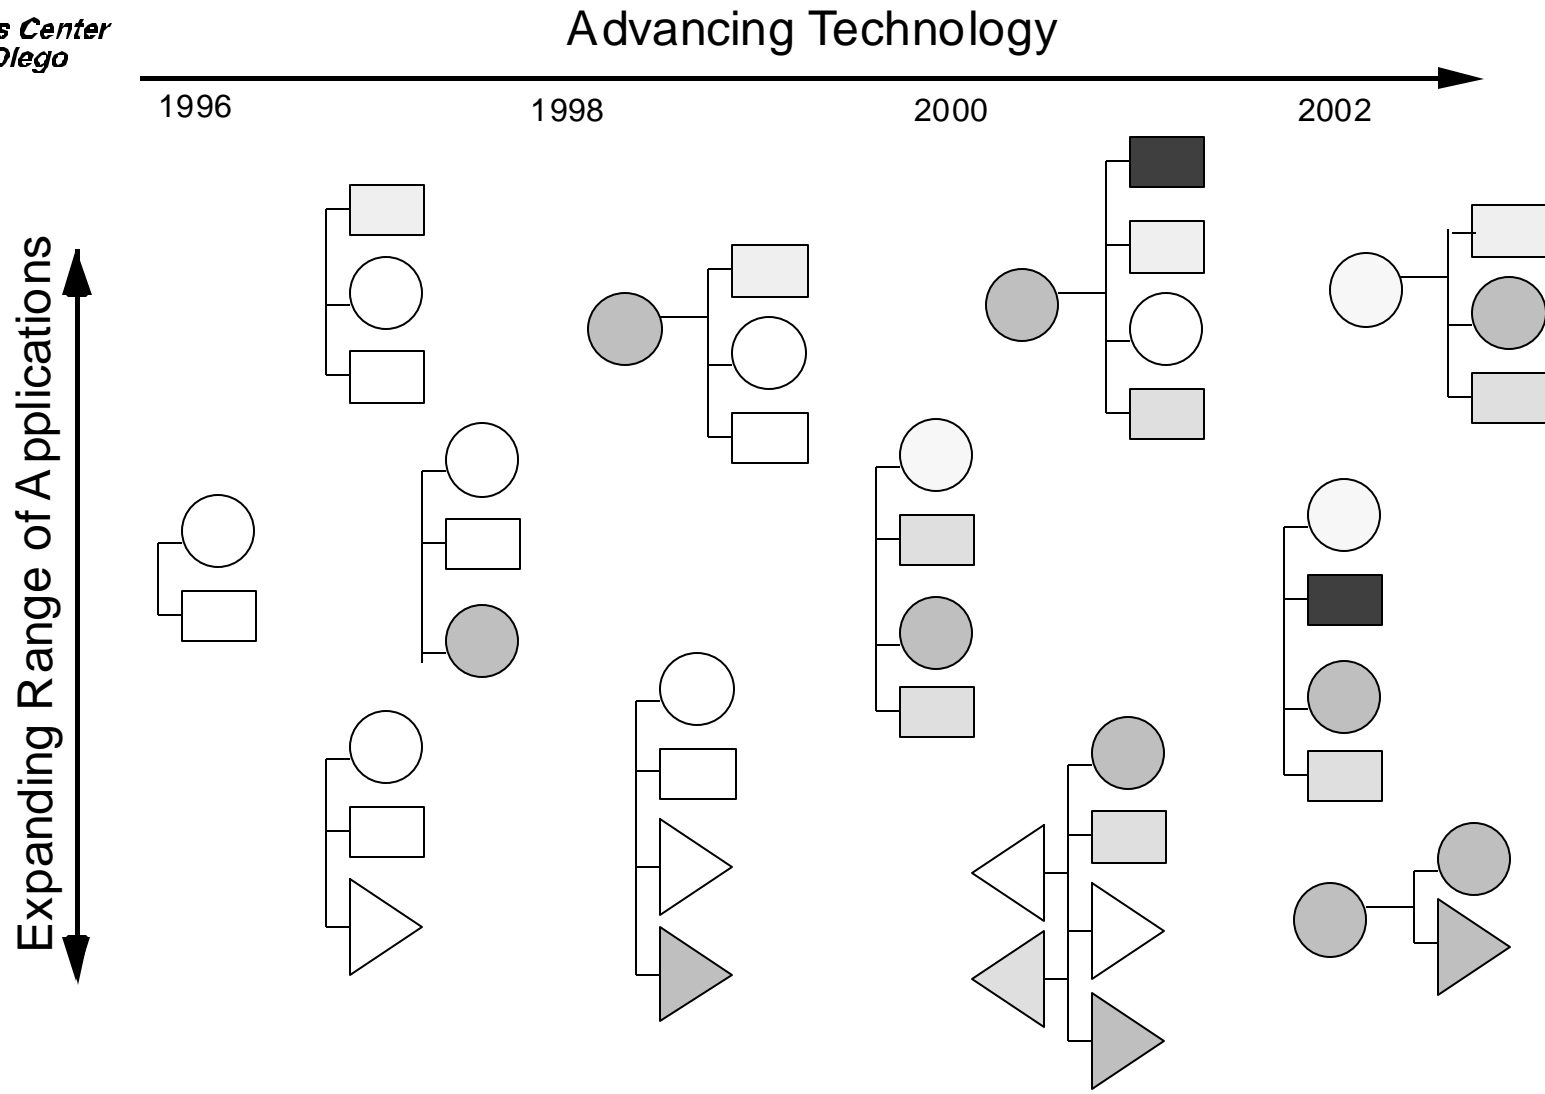 s Center
Diego
Advancing Technology
1996 1998 2000 2002
Expanding Range of Applications